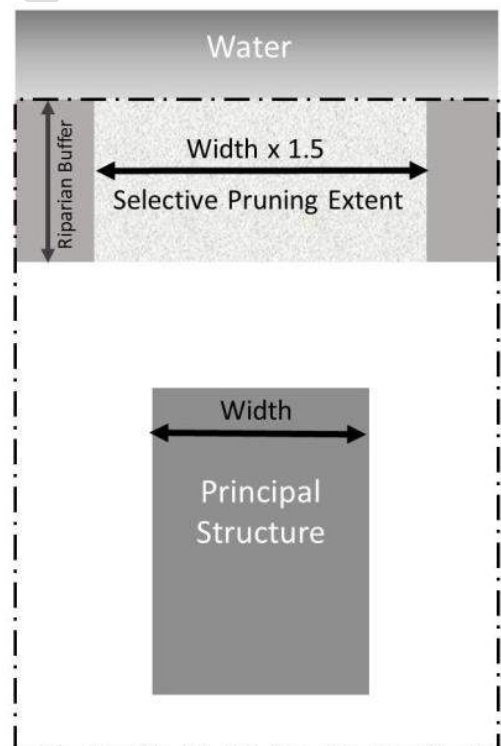 Water
Width x 1.5
Selective Pruning Extent
Riparian Buffer
Width
Principal
Structure